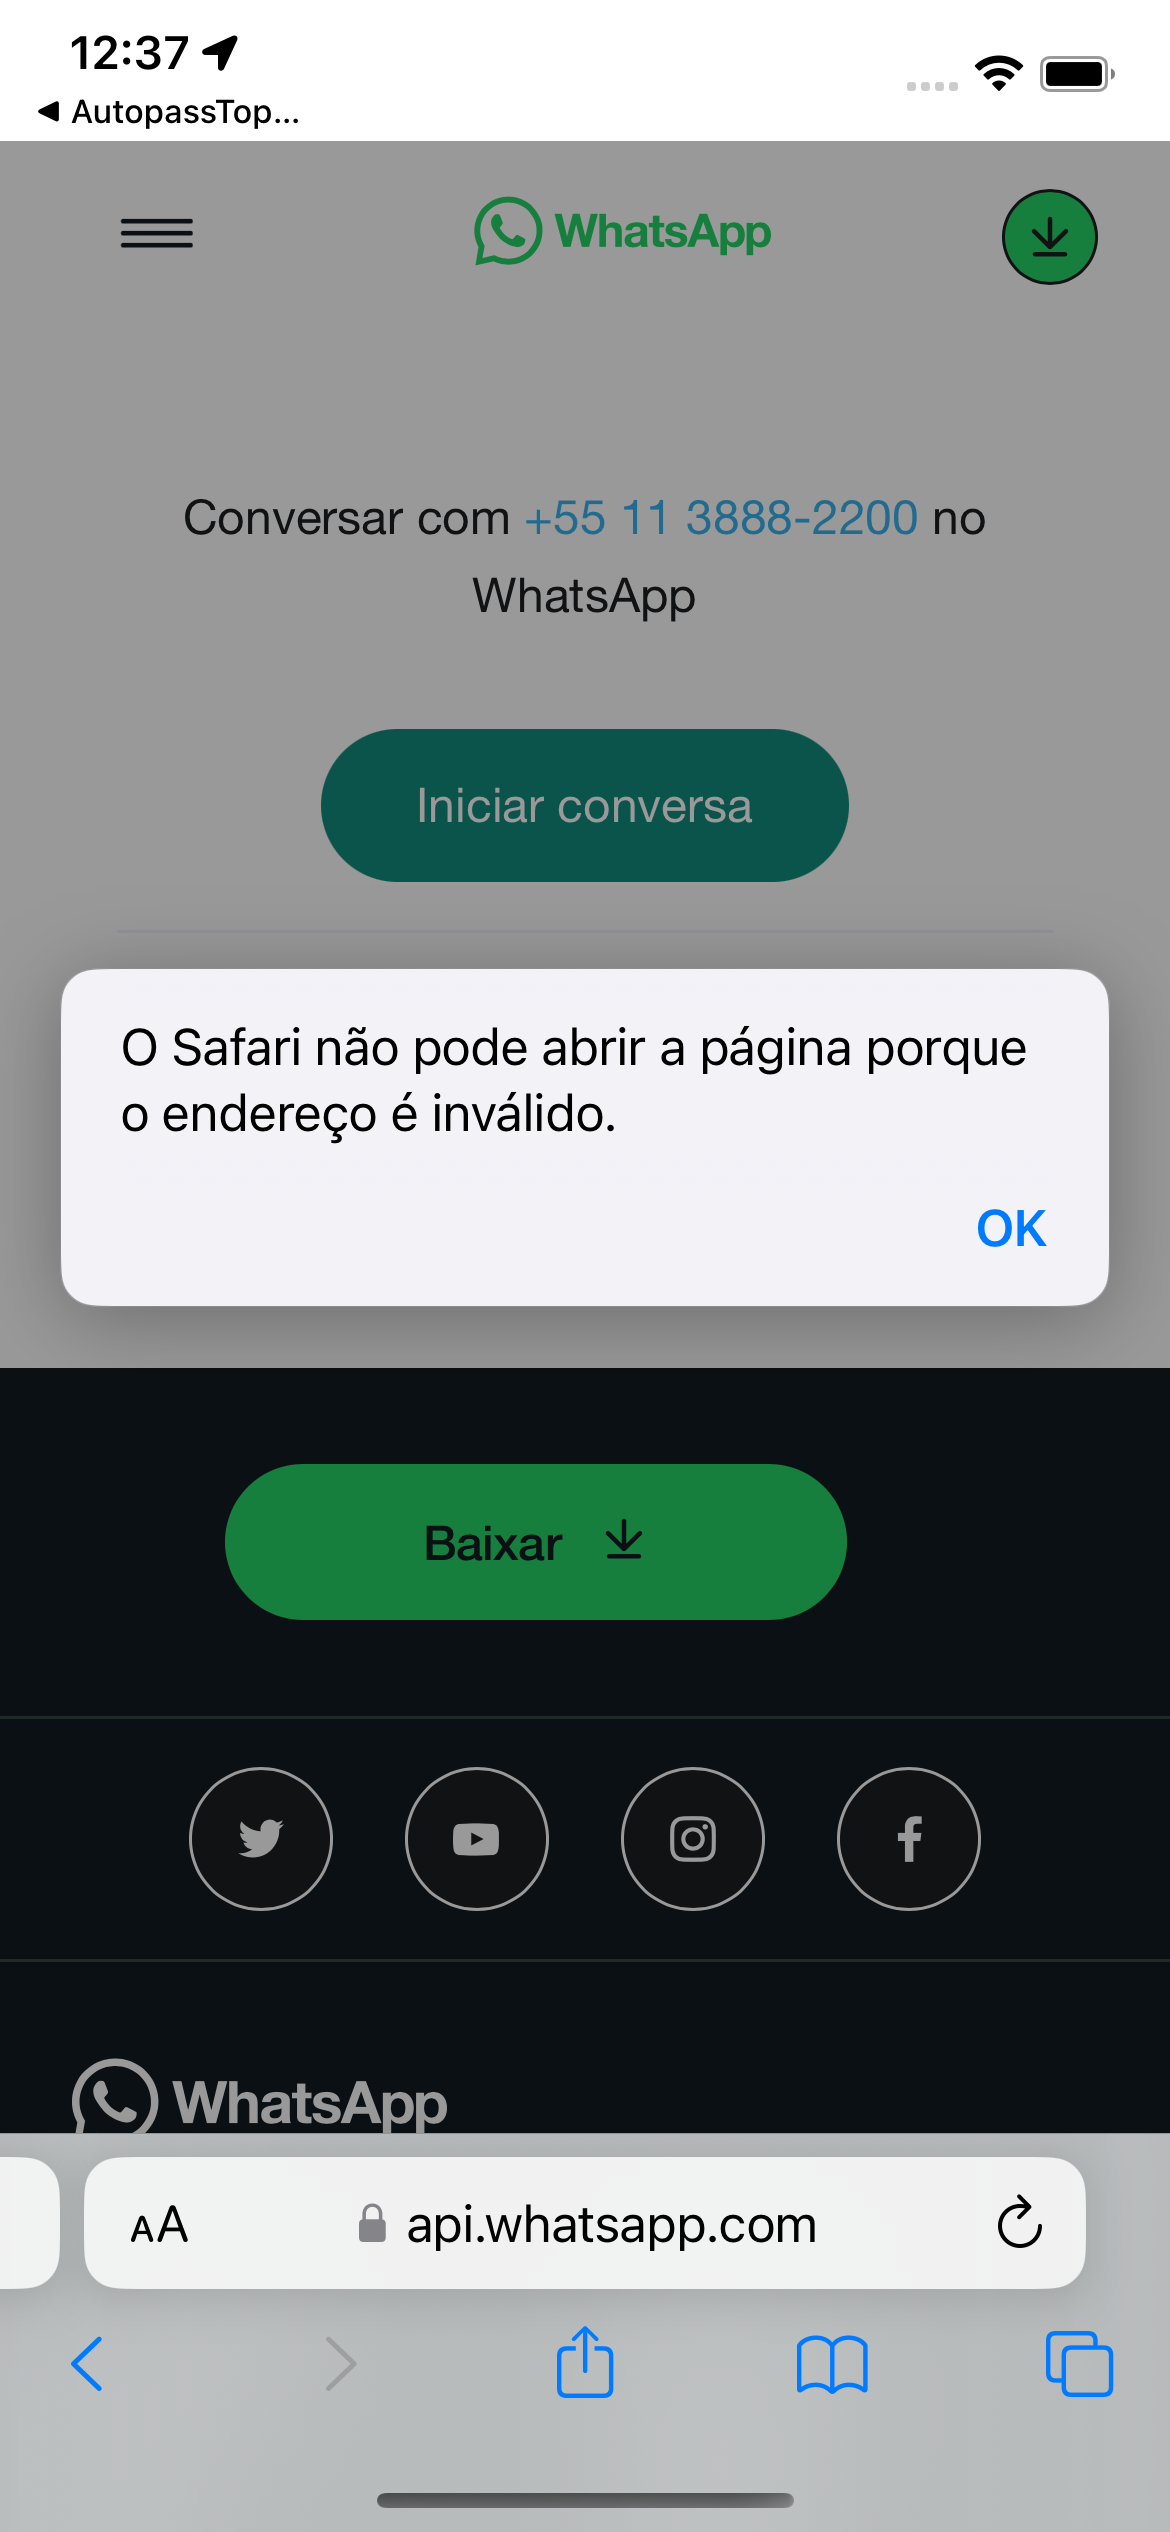 12:37
AutopassTop...
WhatsApp
Conversar com +55 11 3888-2200 no
WhatsApp
Iniciar conversa
O Safari não pode abrir a página porque
o endereço é inválido.
OK
Baixar
WhatsApp
AA api.whatsapp.com